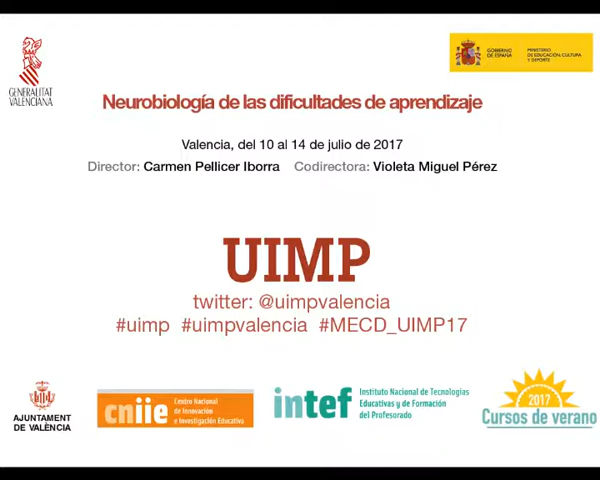 GENERALITAT
VALENCIANA
GOBIERNO
DE ESPAÑA
MINISTERIO
DE EDUCACIÓN, CULTURA
Y DEPORTE
Neurobiología de las dificultades de aprendizaje
Valencia, del 10 al 14 de julio de 2017
Director: Carmen Pellicer Iborra Codirectora: Violeta Miguel Pérez
UIMP
twitter: @uimpvalencia
#uimp #uimpvalencia #MECD_UIMP17
AJUNTAMENT
DE VALÈNCIA
cniie
Centro Nacional
de Innovación
e Investigación Educativa
intef
Instituto Nacional de Tecnologías
Educativas y de Formación
del Profesorado
2017
Cursos de verano